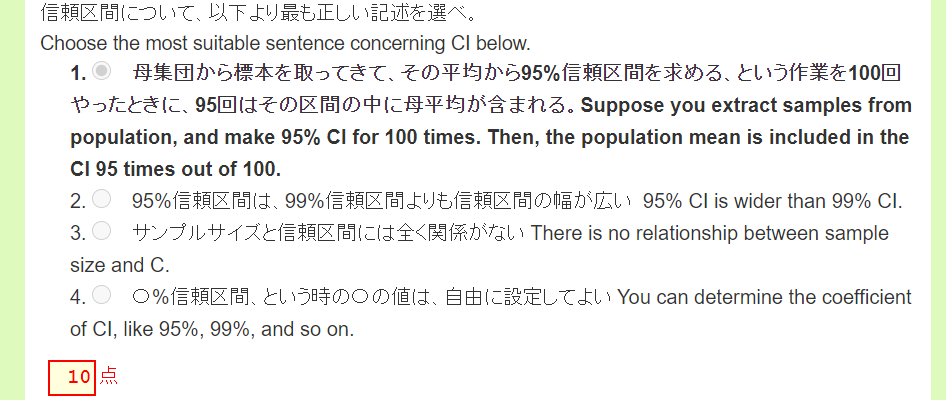 信頼区間について、以下より最も正しい記述を選べ。
Choose the most suitable sentence concerning CI below.
1. 母集団から標本を取ってきて、その平均から95%信頼区間を求める、という作業を100回
やったときに、95回はその区間の中に母平均が含まれる。Suppose you extract samples from
population, and make 95% CI for 100 times. Then, the population mean is included in the
CI 95 times out of 100.
2. 95%信頼区間は、99%信頼区間よりも信頼区間の幅が広い 95% CI is wider than 99% CI.
3. サンプルサイズと信頼区間には全く関係がない There is no relationship between sample
size and C.
4. 〇%信頼区間、という時の〇の値は、自由に設定してよい You can determine the coefficient
of CI, like 95%, 99%, and so on.
10 点